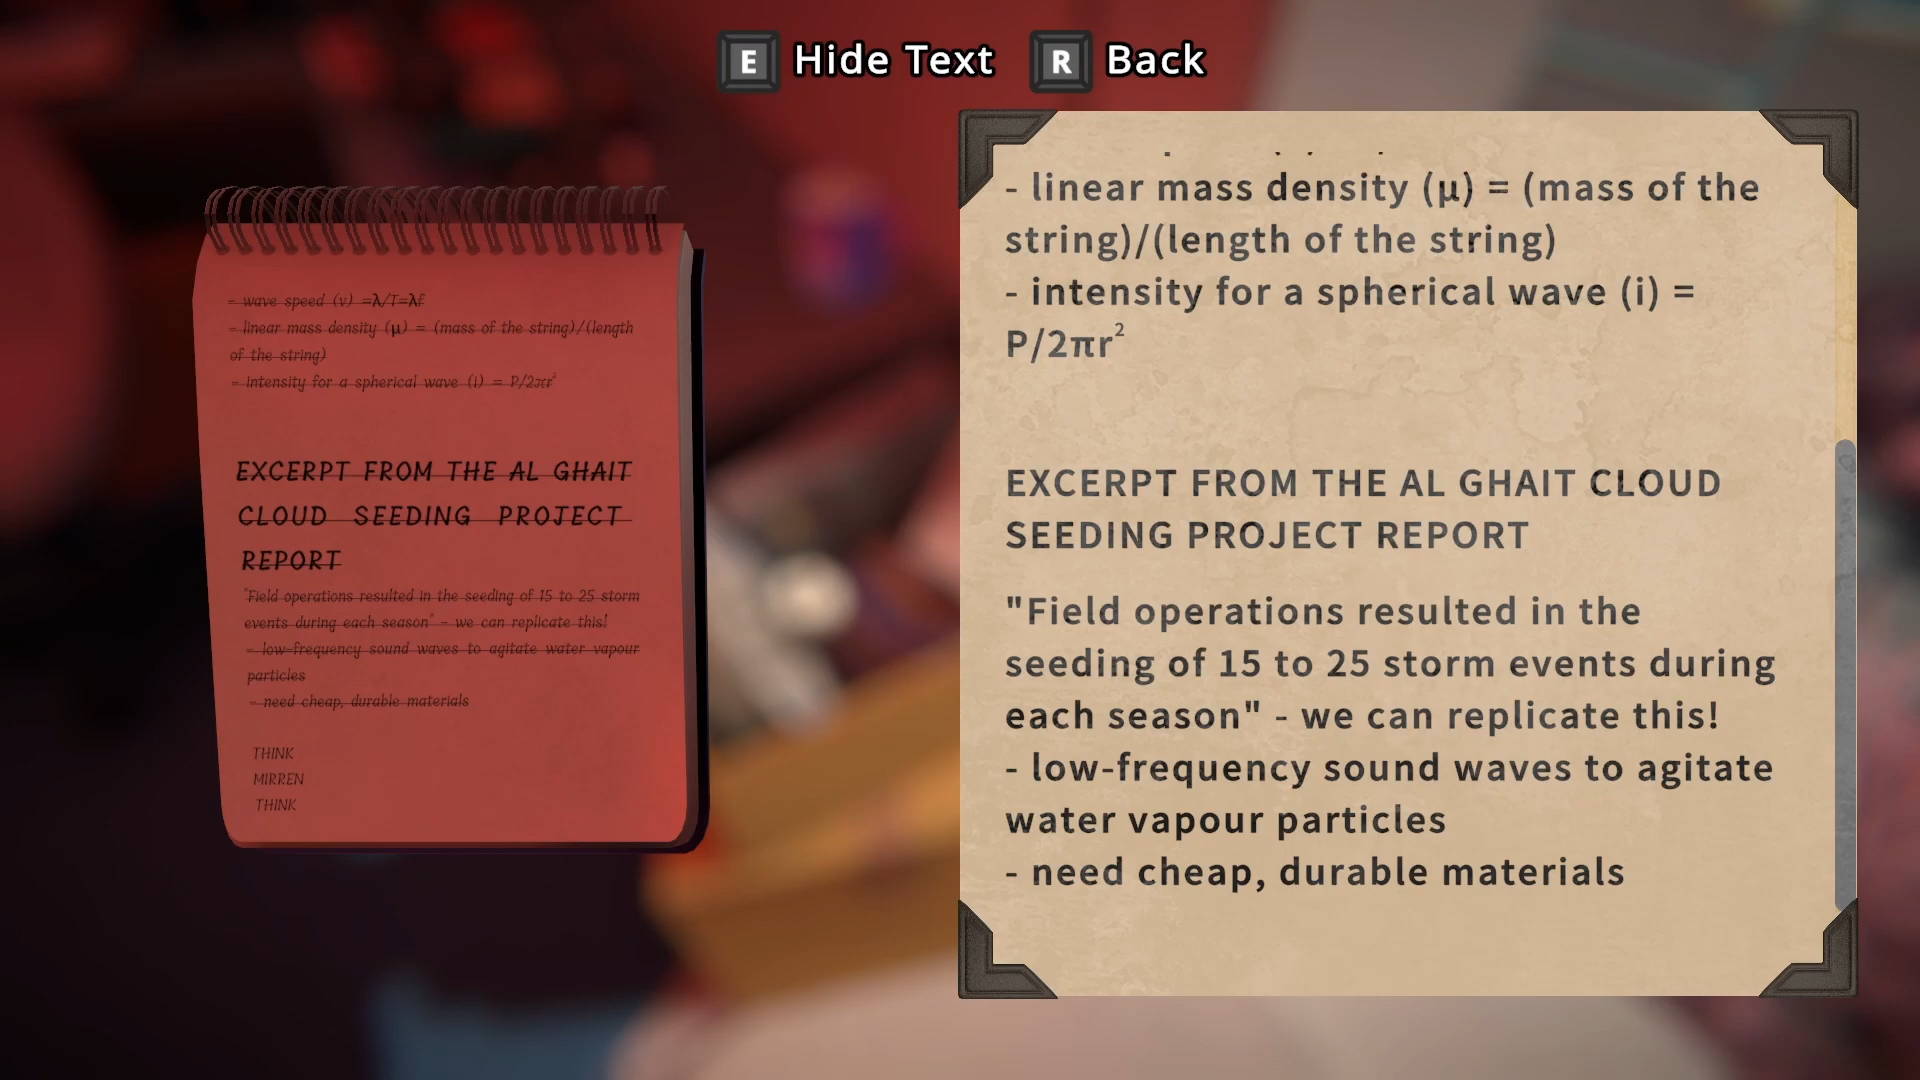 E Hide Text R Back
- wave speed (v) =λ/T=λf
- linear mass density (μ) = (mass of the string)/(length
of the string)
- intensity for a spherical wave (i) = P/2πr²
EXCERPT FROM THE AL GHAIT
CLOUD SEEDING PROJECT
REPORT
"Field operations resulted in the seeding of 15 to 25 storm
events during each season" - we can replicate this!
- low-frequency sound waves to agitate water vapour
particles
- need cheap, durable materials
THINK
MIRREN
THINK
- linear mass density (μ) = (mass of the
string)/(length of the string)
- intensity for a spherical wave (i) =
P/2πr²
EXCERPT FROM THE AL GHAIT CLOUD
SEEDING PROJECT REPORT
"Field operations resulted in the
seeding of 15 to 25 storm events during
each season" - we can replicate this!
- low-frequency sound waves to agitate
water vapour particles
- need cheap, durable materials